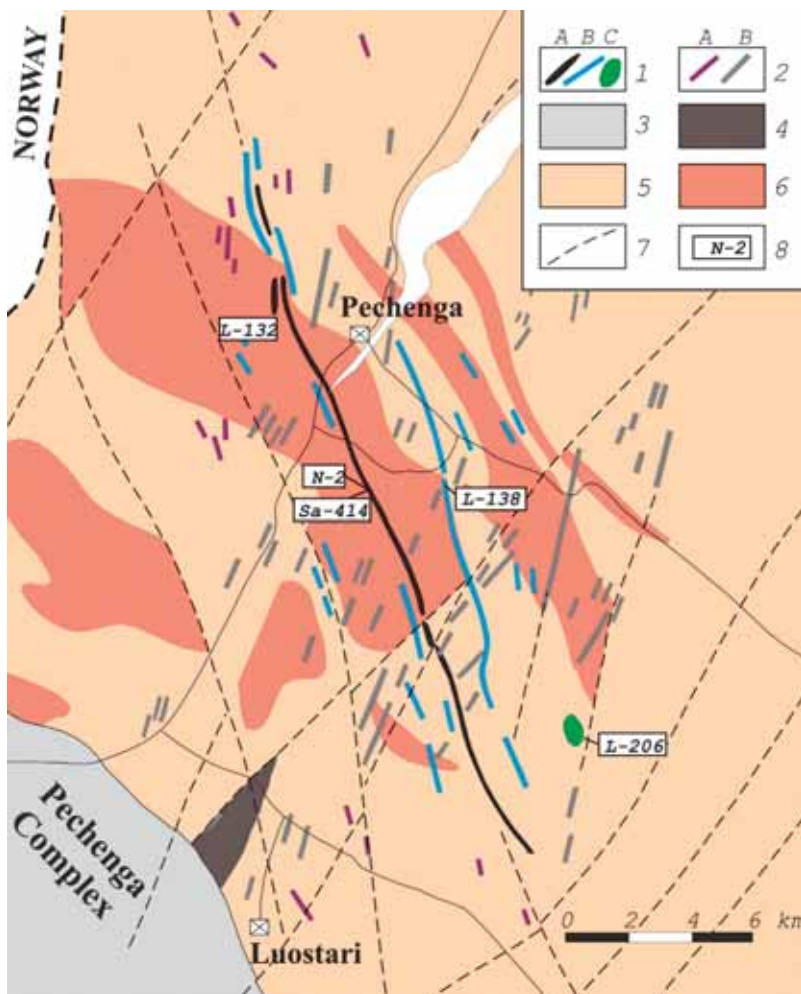 NORWAY
A B C
1
A B
2
3
4
5
6
7
N-2
8
Pechenga
L-132
N-2
Sa-414
L-138
L-206
Pechenga
Complex
Luostari
0 2 4 6 km